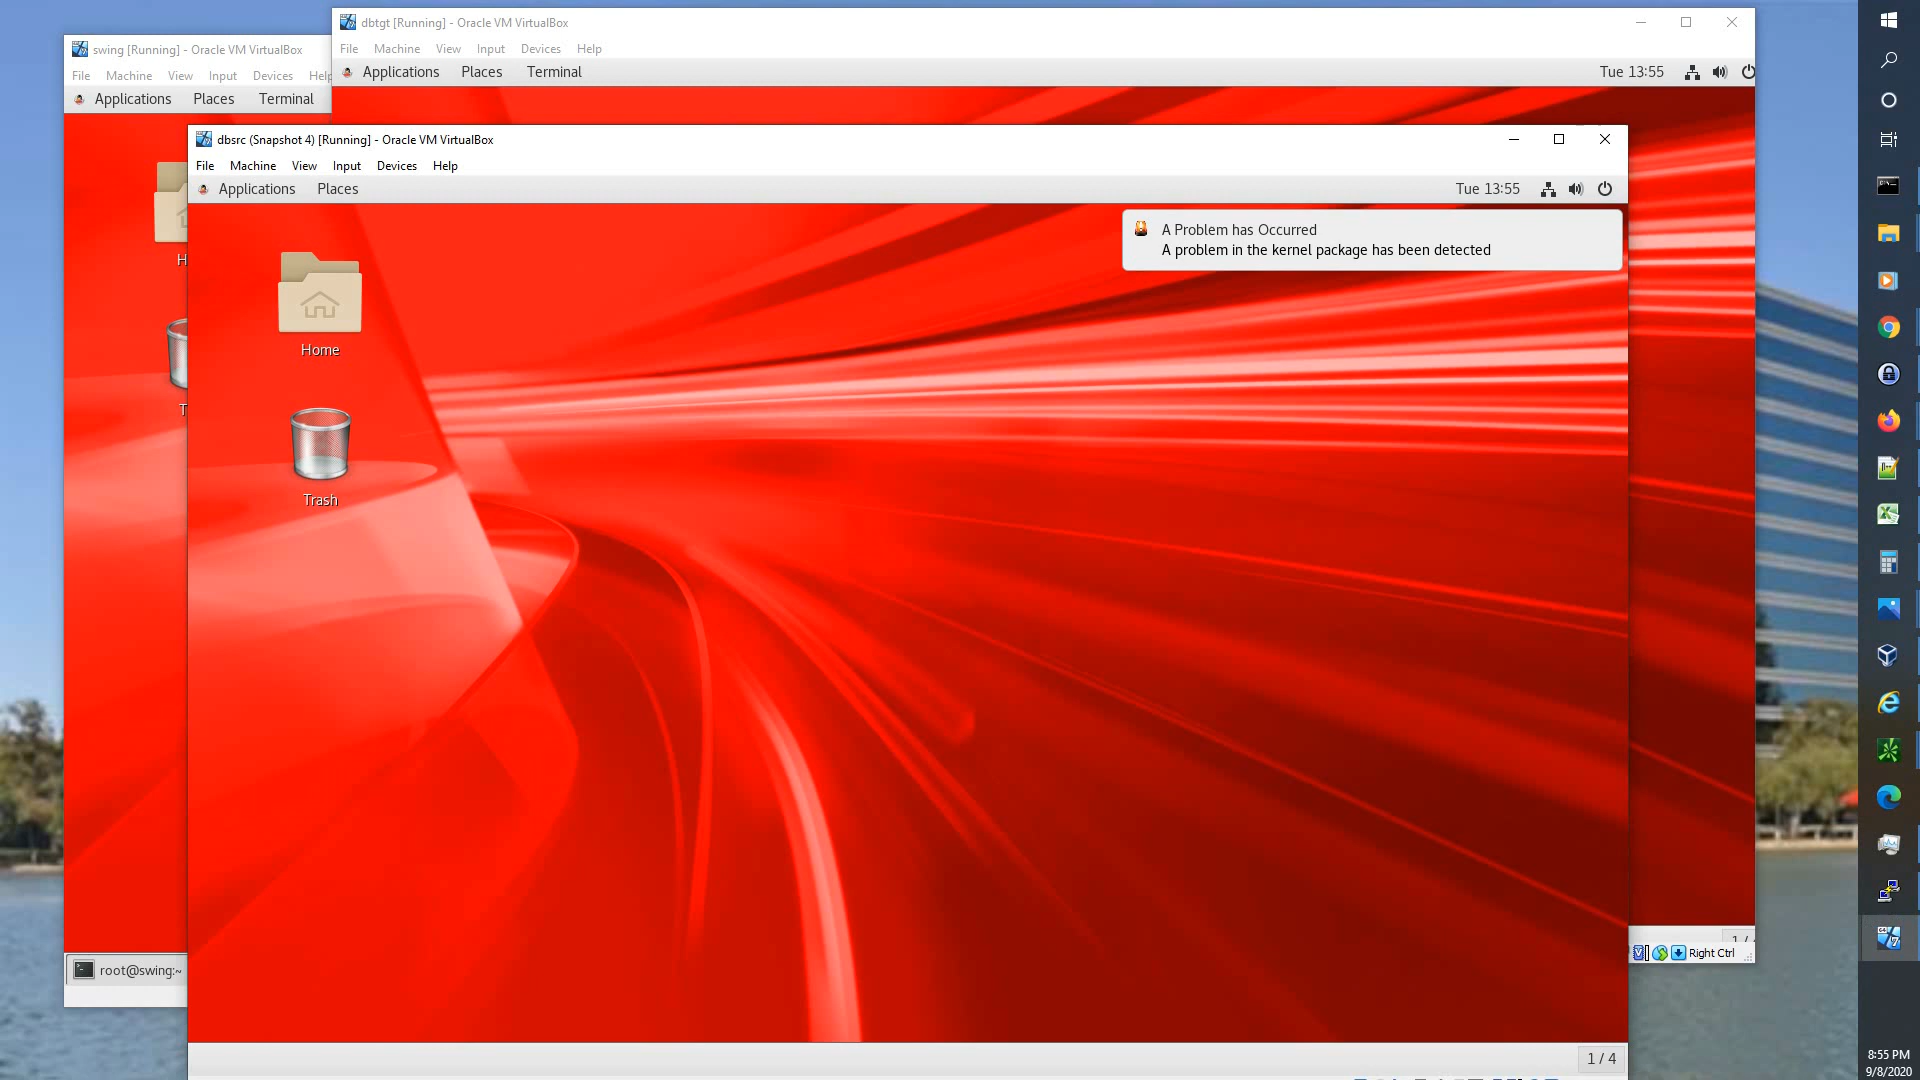 dbtgt [Running] - Oracle VM VirtualBox
File Machine View Input Devices Help
Applications Places Terminal
Tue 13:55
swing [Running] - Oracle VM VirtualBox
File Machine View Input Devices Help
Applications Places Terminal
dbsrc (Snapshot 4) [Running] - Oracle VM VirtualBox
File Machine View Input Devices Help
Applications Places
Tue 13:55
A Problem has Occurred
A problem in the kernel package has been detected
Home
Trash
root@swing:~
Right Ctrl
1 / 4
8:55 PM
9/8/2020